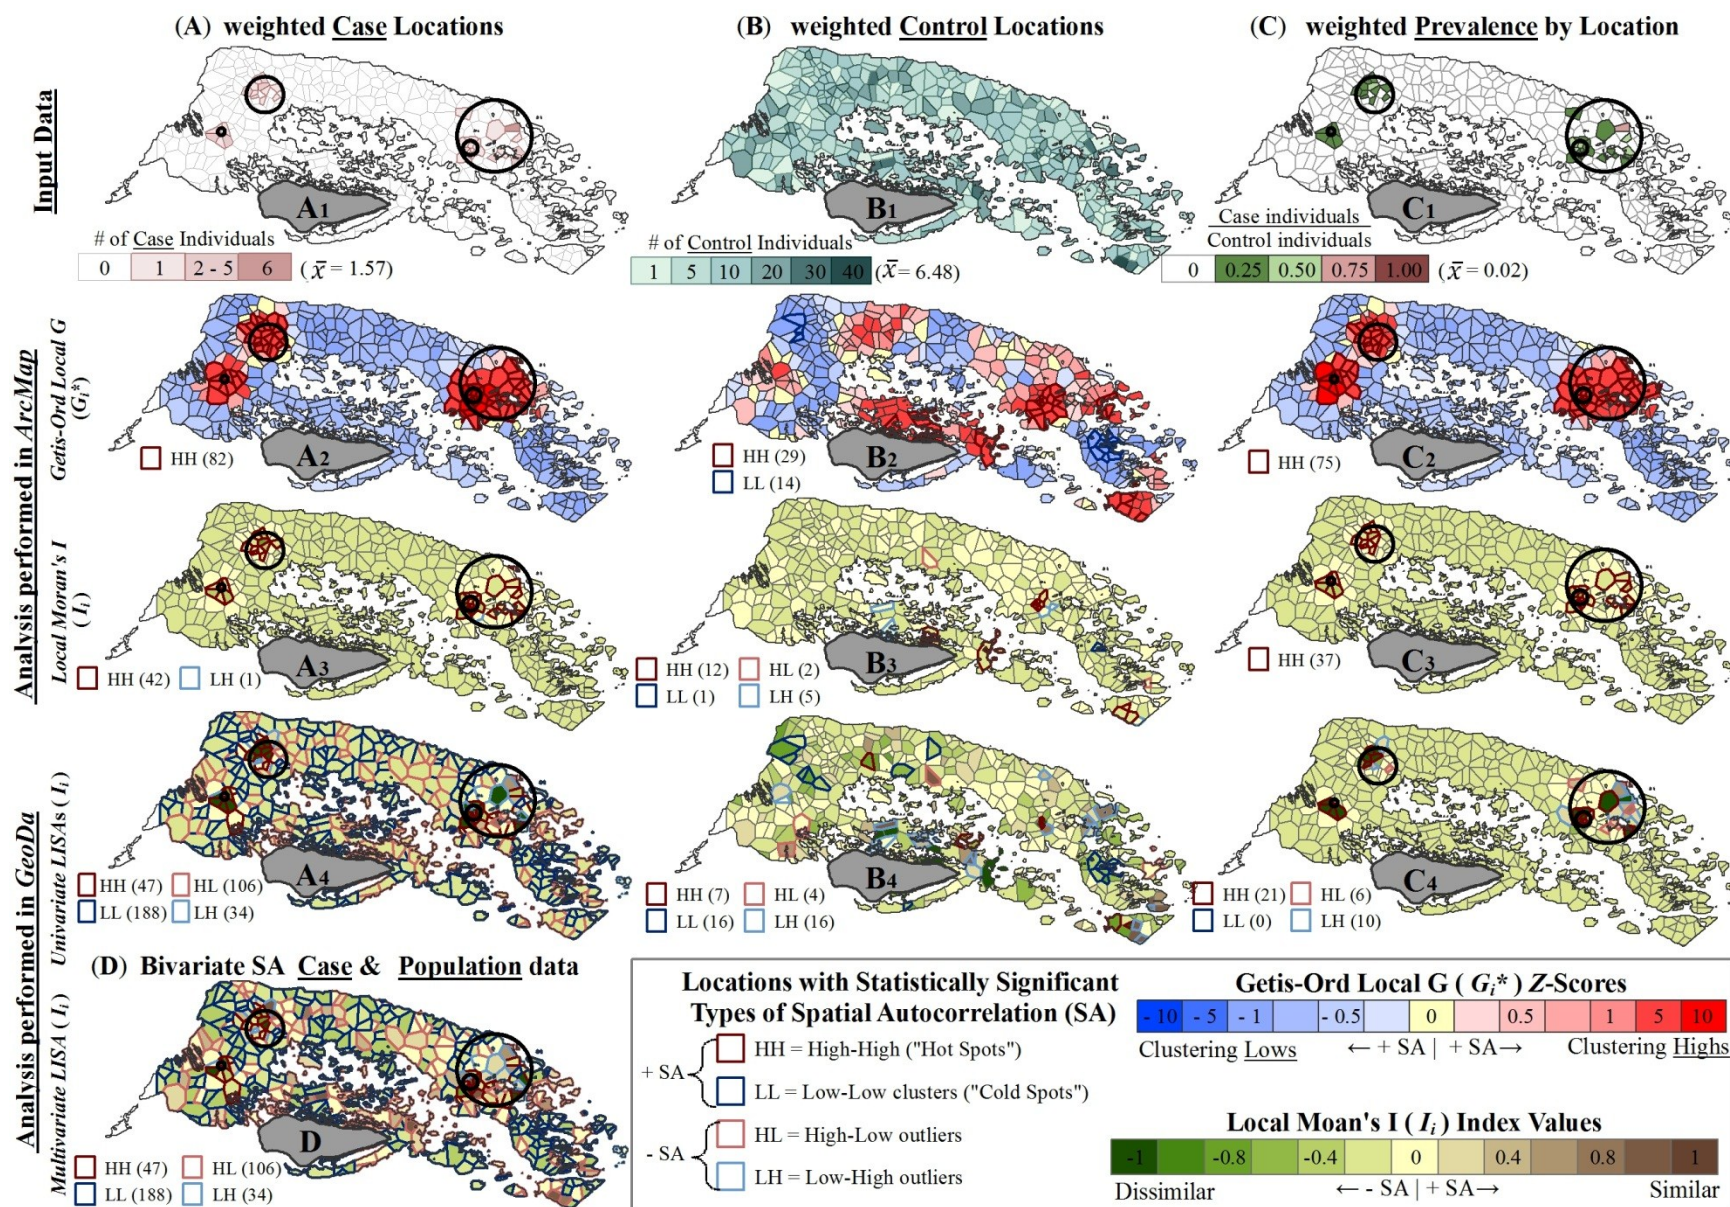 (A) weighted Case Locations
(B) weighted Control Locations
(C) weighted Prevalence by Location
Input Data
A1
B1
C1
# of Case Individuals
0 1 2 - 5 6 ( x̄ = 1.57)
# of Control Individuals
1 5 10 20 30 40 (x̄ = 6.48)
Case individuals
Control individuals
0 0.25 0.50 0.75 1.00 ( x̄ = 0.02)
Analysis performed in ArcMap
Getis-Ord Local G
(Gi*)
A2
HH (82)
B2
HH (29)
LL (14)
C2
HH (75)
Local Moran's I
( Ii )
A3
HH (42) LH (1)
B3
HH (12) HL (2)
LL (1) LH (5)
C3
HH (37)
Analysis performed in GeoDa
Univariate LISAs ( Ii )
A4
HH (47) HL (106)
LL (188) LH (34)
B4
HH (7) HL (4)
LL (16) LH (16)
C4
HH (21) HL (6)
LL (0) LH (10)
(D) Bivariate SA Case & Population data
Multivariate LISA ( Ii )
D
HH (47) HL (106)
LL (188) LH (34)
Locations with Statistically Significant
Types of Spatial Autocorrelation (SA)
+ SA
HH = High-High ("Hot Spots")
LL = Low-Low clusters ("Cold Spots")
- SA
HL = High-Low outliers
LH = Low-High outliers
Getis-Ord Local G ( Gi* ) Z-Scores
- 10 - 5 - 1 - 0.5 0 0.5 1 5 10
Clustering Lows ← + SA | + SA → Clustering Highs
Local Moan's I ( Ii ) Index Values
-1 -0.8 -0.4 0 0.4 0.8 1
Dissimilar ← - SA | + SA → Similar